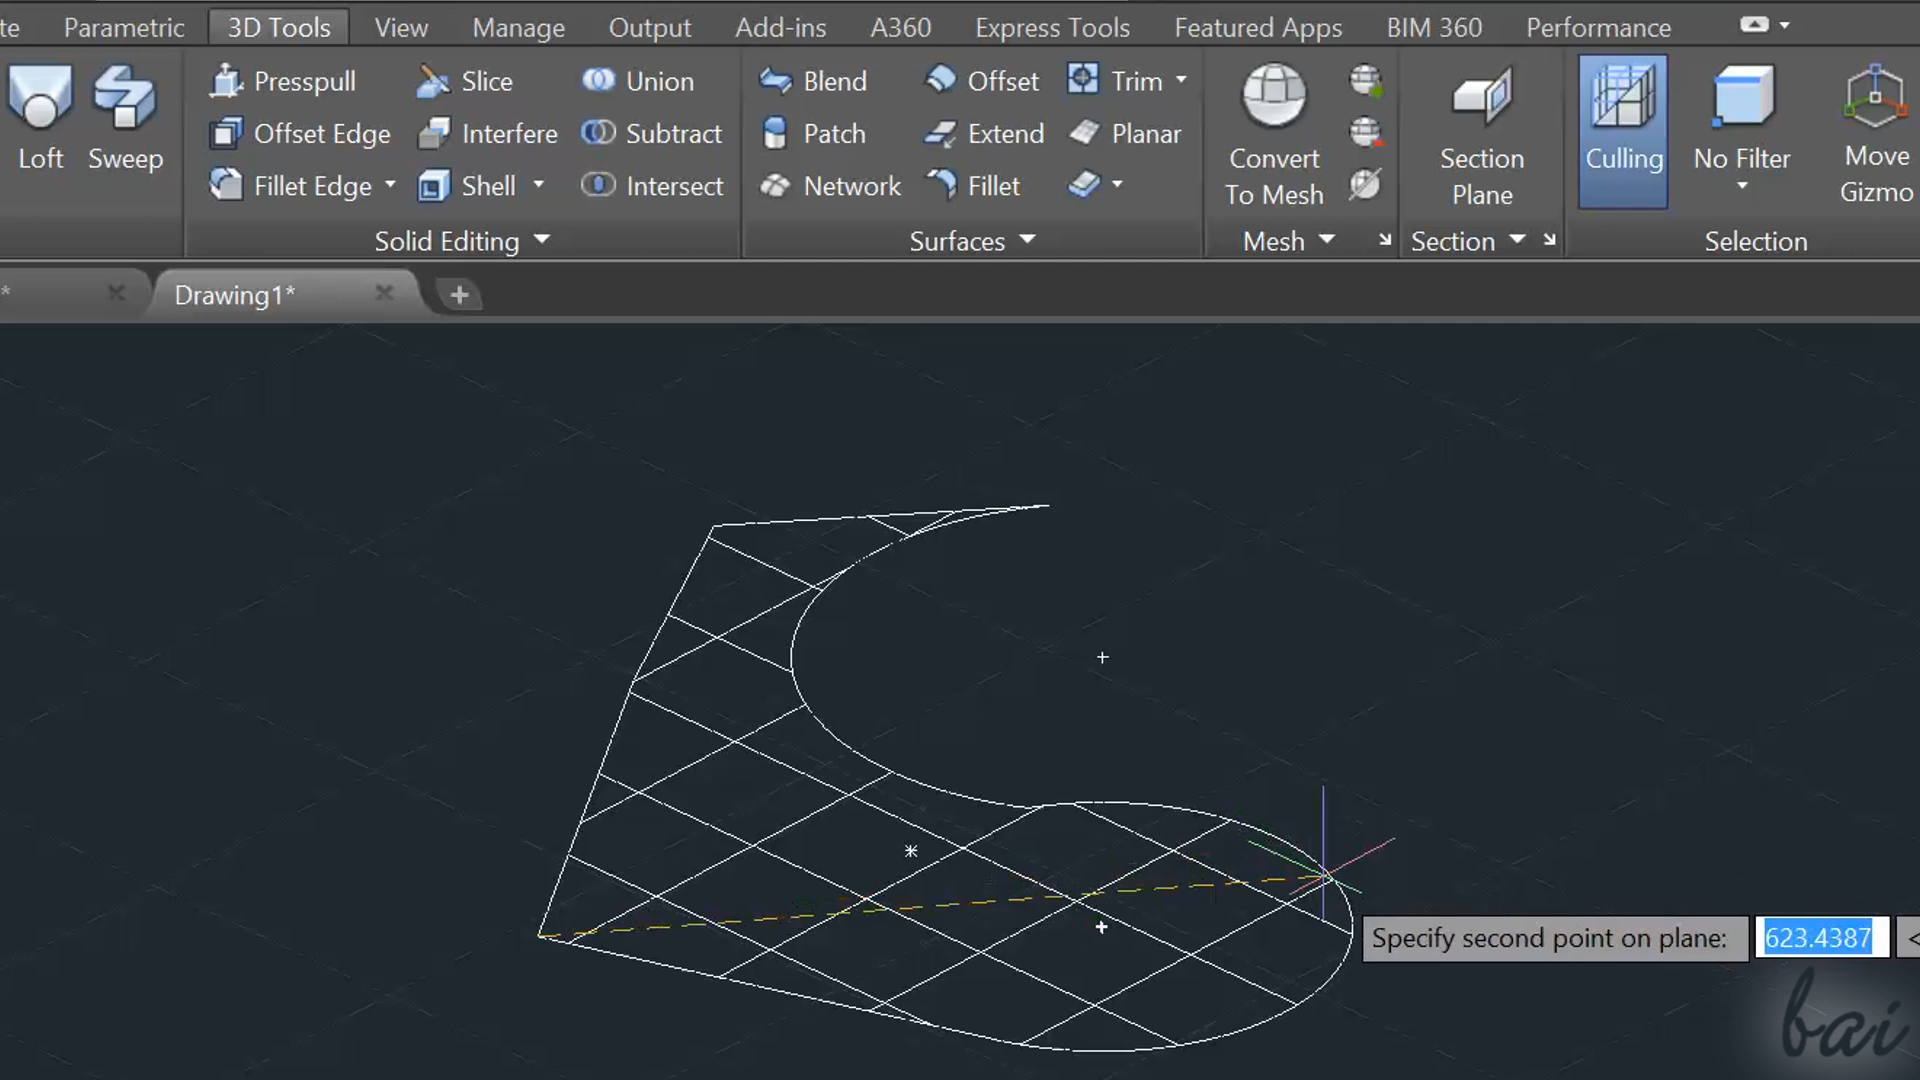 te Parametric 3D Tools View Manage Output Add-ins A360 Express Tools Featured Apps BIM 360 Performance
Loft Sweep
Presspull Slice Union
Offset Edge Interfere Subtract
Fillet Edge Shell Intersect
Solid Editing
Blend Offset Trim
Patch Extend Planar
Network Fillet
Surfaces
Convert
To Mesh
Mesh
Section
Plane
Section
Culling No Filter
Move
Gizmo
Selection
* Drawing1*
Specify second point on plane: 623.4387 <
bai